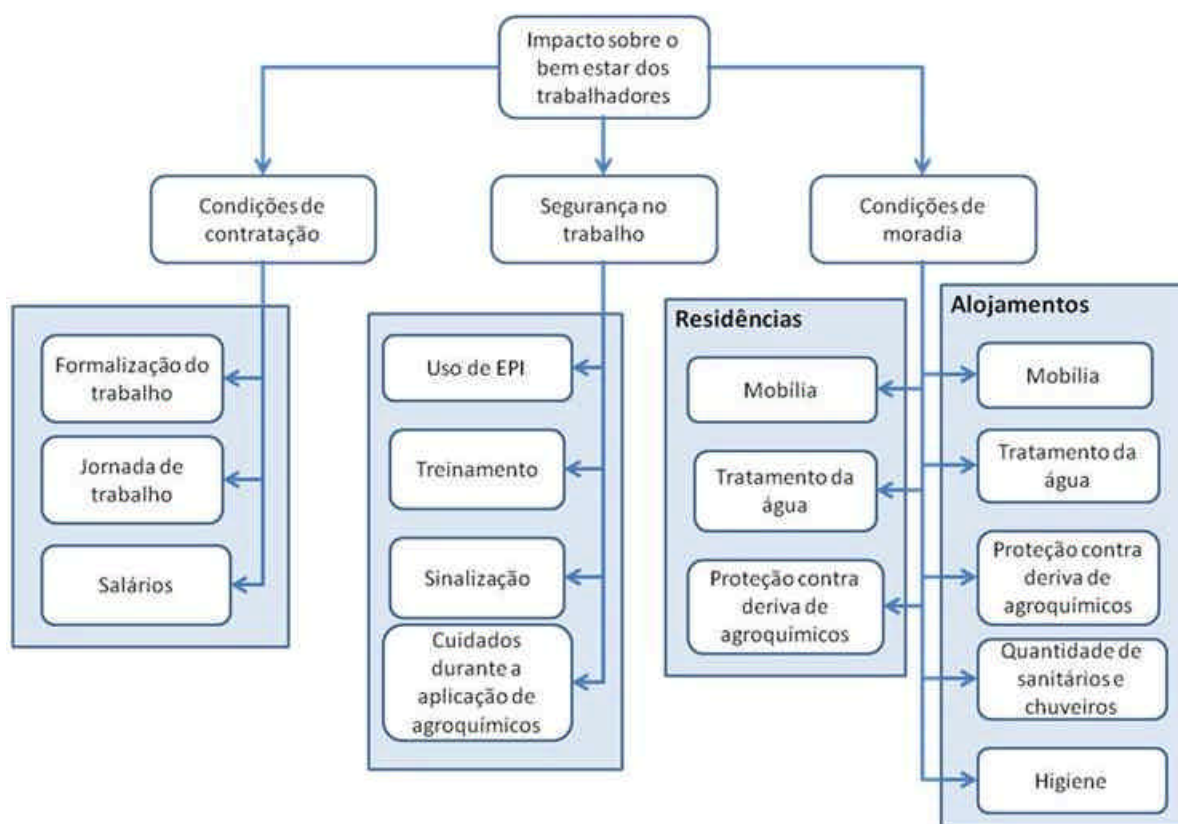 Impacto sobre o
bem estar dos
trabalhadores
Condições de
contratação
Segurança no
trabalho
Condições de
moradia
Formalização do
trabalho
Jornada de
trabalho
Salários
Uso de EPI
Treinamento
Sinalização
Cuidados
durante a
aplicação de
agroquímicos
Residências
Mobília
Tratamento da
água
Proteção contra
deriva de
agroquímicos
Alojamentos
Mobília
Tratamento da
água
Proteção contra
deriva de
agroquímicos
Quantidade de
sanitários e
chuveiros
Higiene